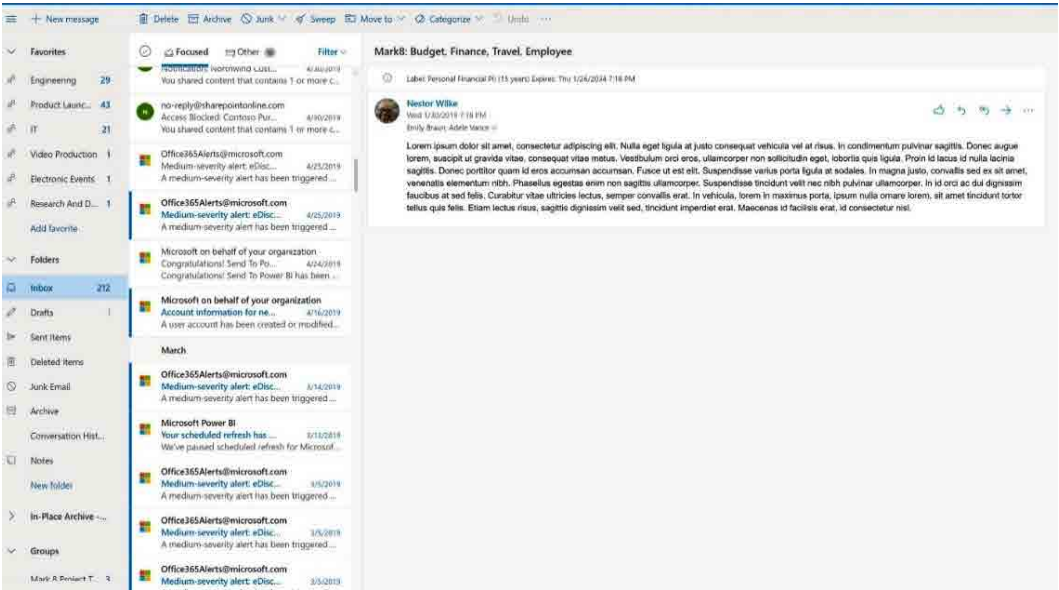 New message
Delete Archive Junk Sweep Move to Categorize Undo ...
Favorites
Engineering 29
Product Launc... 43
IT 21
Video Production 1
Electronic Events 1
Research And D... 1
Add favorite
Folders
Inbox 212
Drafts 1
Sent Items
Deleted Items
Junk Email
Archive
Conversation Hist...
Notes
New folder
In-Place Archive -...
Groups
Mark 8 Project T... 3
Focused Other Filter
Notification: Northwind Cust... 4/30/2019
You shared content that contains 1 or more c...
no-reply@sharepointonline.com
Access Blocked: Contoso Pur... 4/30/2019
You shared content that contains 1 or more c...
Office365Alerts@microsoft.com
Medium-severity alert: eDisc... 4/25/2019
A medium-severity alert has been triggered ...
Office365Alerts@microsoft.com
Medium-severity alert: eDisc... 4/25/2019
A medium-severity alert has been triggered ...
Microsoft on behalf of your organization
Congratulations! Send To Po... 4/24/2019
Congratulations! Send To Power BI has been ...
Microsoft on behalf of your organization
Account information for ne... 4/16/2019
A user account has been created or modified...
March
Office365Alerts@microsoft.com
Medium-severity alert: eDisc... 3/14/2019
A medium-severity alert has been triggered ...
Microsoft Power BI
Your scheduled refresh has ... 3/13/2019
We've paused scheduled refresh for Microsof...
Office365Alerts@microsoft.com
Medium-severity alert: eDisc... 3/5/2019
A medium-severity alert has been triggered ...
Office365Alerts@microsoft.com
Medium-severity alert: eDisc... 3/5/2019
A medium-severity alert has been triggered ...
Office365Alerts@microsoft.com
Medium-severity alert: eDisc... 3/5/2019
Mark8: Budget, Finance, Travel, Employee
Label: Personal Financial PII (15 years) Expires: Thu 1/26/2034 7:16 PM
Nestor Wilke
Wed 1/30/2019 7:16 PM
Emily Braun; Adele Vance
Lorem ipsum dolor sit amet, consectetur adipiscing elit. Nulla eget ligula at justo consequat vehicula vel at risus. In condimentum pulvinar sagittis. Donec augue
lorem, suscipit ut gravida vitae, consequat vitae metus. Vestibulum orci eros, ullamcorper non sollicitudin eget, lobortis quis ligula. Proin id lacus id nulla lacinia
sagittis. Donec porttitor quam id eros accumsan accumsan. Fusce ut est elit. Suspendisse varius porta ligula at sodales. In magna justo, convallis sed ex sit amet,
venenatis elementum nibh. Phasellus egestas enim non sagittis ullamcorper. Suspendisse tincidunt velit nec nibh pulvinar ullamcorper. In id orci ac dui dignissim
faucibus at sed felis. Curabitur vitae ultricies lectus, semper convallis erat. In vehicula, lorem in maximus porta, ipsum nulla ornare lorem, sit amet tincidunt tortor
tellus quis felis. Etiam lectus risus, sagittis dignissim velit sed, tincidunt imperdiet erat. Maecenas id facilisis erat, id consectetur nisl.